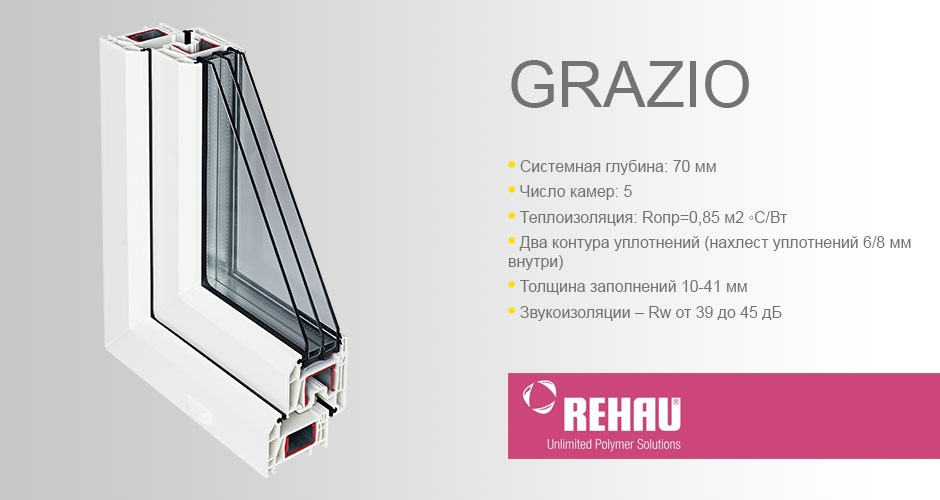 GRAZIO
Системная глубина: 70 мм
Число камер: 5
Теплоизоляция: Rопр=0,85 м2 ◦С/Вт
Два контура уплотнений (нахлест уплотнений 6/8 мм
внутри)
Толщина заполнений 10-41 мм
Звукоизоляции – Rw от 39 до 45 дБ
REHAU®
Unlimited Polymer Solutions